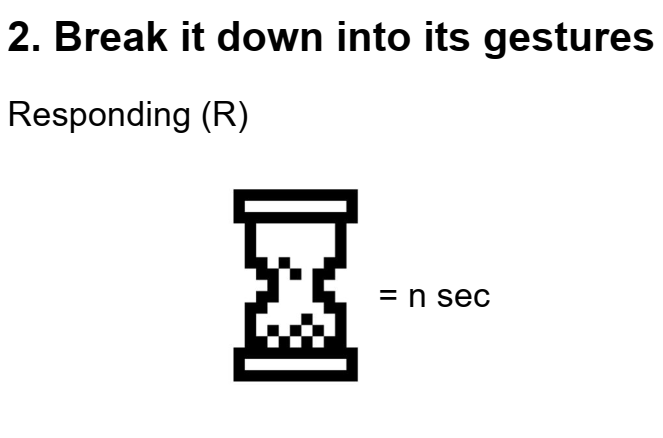 2. Break it down into its gestures
Responding (R)
= n sec